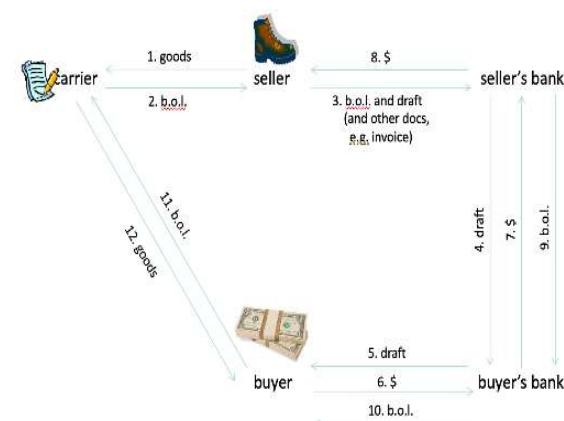 1. goods
8. $
carrier
seller
seller's bank
2. b.o.l.
3. b.o.l. and draft
(and other docs,
e.g. invoice)
11. b.o.l.
12. goods
4. draft
7. $
9. b.o.l.
5. draft
buyer
6. $
buyer's bank
10. b.o.l.